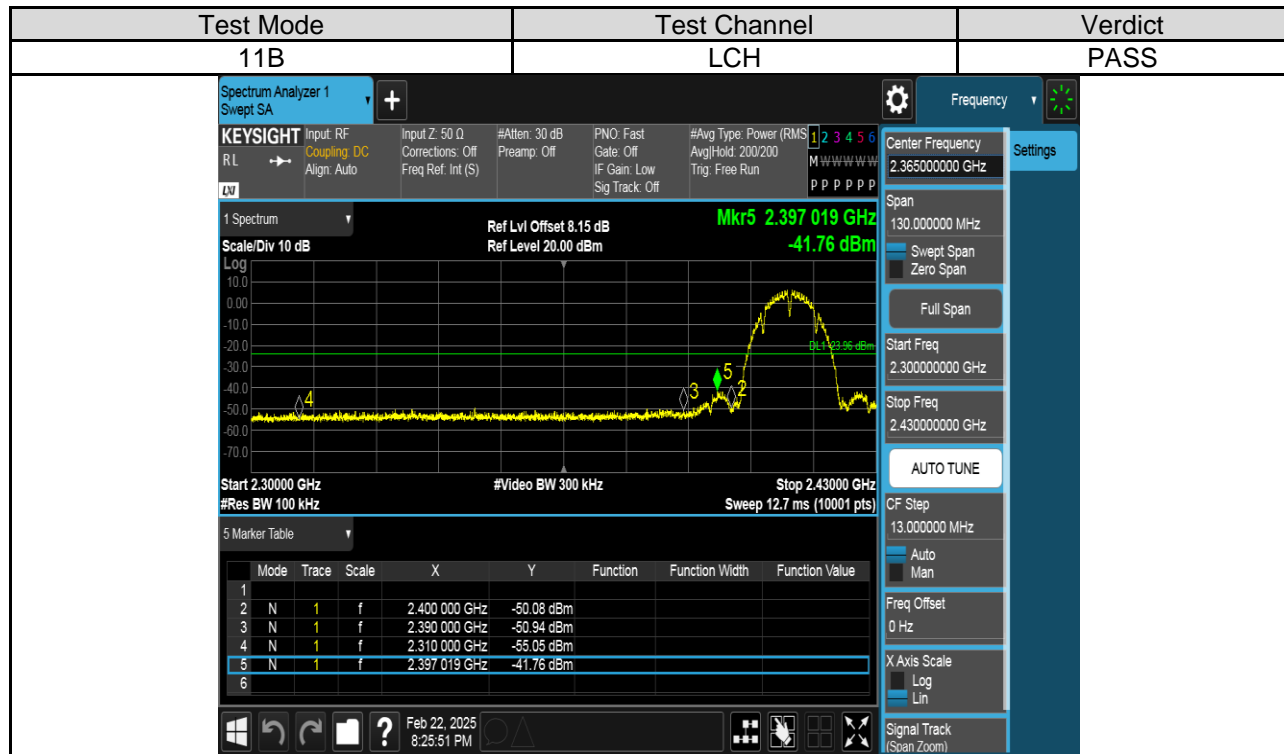 Test Mode Test Channel Verdict
11B LCH PASS
Spectrum Analyzer 1
Swept SA
+
Frequency
KEYSIGHT Input: RF Input Z: 50 Ω #Atten: 30 dB PNO: Fast #Avg Type: Power (RMS 1 2 3 4 5 6
RL Coupling: DC Corrections: Off Preamp: Off Gate: Off Avg|Hold: 200/200 M W W W W W
Align: Auto Freq Ref: Int (S) IF Gain: Low Trig: Free Run
LXI Sig Track: Off P P P P P P
1 Spectrum
Ref Lvl Offset 8.15 dB Mkr5 2.397 019 GHz
Scale/Div 10 dB Ref Level 20.00 dBm -41.76 dBm
Log
10.0
0.00
-10.0
-20.0 DL1 -23.96 dBm
-30.0
-40.0
-50.0
-60.0
-70.0
4 3 5 2
Start 2.30000 GHz #Video BW 300 kHz Stop 2.43000 GHz
#Res BW 100 kHz Sweep 12.7 ms (10001 pts)
5 Marker Table
Mode Trace Scale X Y Function Function Width Function Value
1
2 N 1 f 2.400 000 GHz -50.08 dBm
3 N 1 f 2.390 000 GHz -50.94 dBm
4 N 1 f 2.310 000 GHz -55.05 dBm
5 N 1 f 2.397 019 GHz -41.76 dBm
6
?
Feb 22, 2025
8:25:51 PM
Center Frequency
2.365000000 GHz
Settings
Span
130.000000 MHz
Swept Span
Zero Span
Full Span
Start Freq
2.300000000 GHz
Stop Freq
2.430000000 GHz
AUTO TUNE
CF Step
13.000000 MHz
Auto
Man
Freq Offset
0 Hz
X Axis Scale
Log
Lin
Signal Track
(Span Zoom)